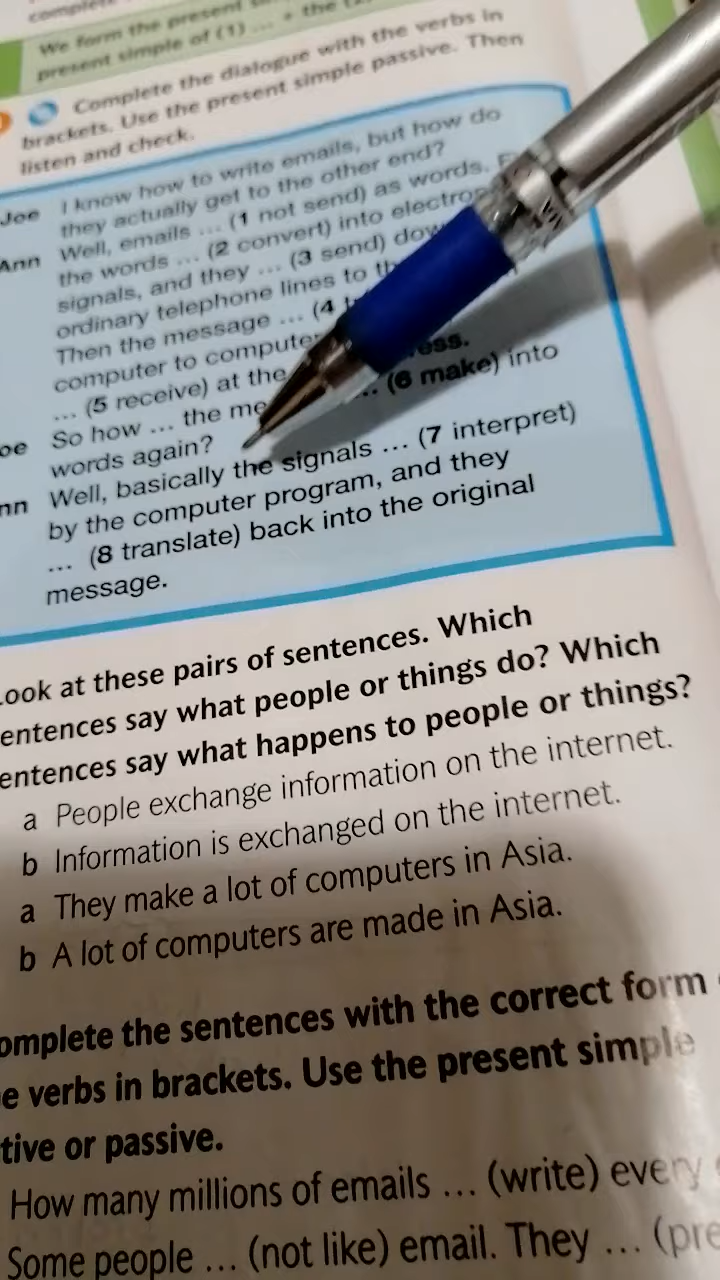 We form the present
present simple of (1) ... + the
Complete the dialogue with the verbs in
brackets. Use the present simple passive. Then
listen and check.
Joe I know how to write emails, but how do
they actually get to the other end?
Ann Well, emails ... (1 not send) as words.
the words ... (2 convert) into
signals, and they ... (3 send)
ordinary telephone lines to
Then the message ... (4
computer to
... (5 receive) at the
oe So how ... the ... (6 make) into
words again?
nn Well, basically the signals ... (7 interpret)
by the computer program, and they
... (8 translate) back into the original
message.
ook at these pairs of sentences. Which
entences say what people or things do? Which
entences say what happens to people or things?
a People exchange information on the internet.
b Information is exchanged on the internet.
a They make a lot of computers in Asia.
b A lot of computers are made in Asia.
omplete the sentences with the correct form
e verbs in brackets. Use the present simple
tive or passive.
How many millions of emails ... (write) every
Some people ... (not like) email. They ... (pre